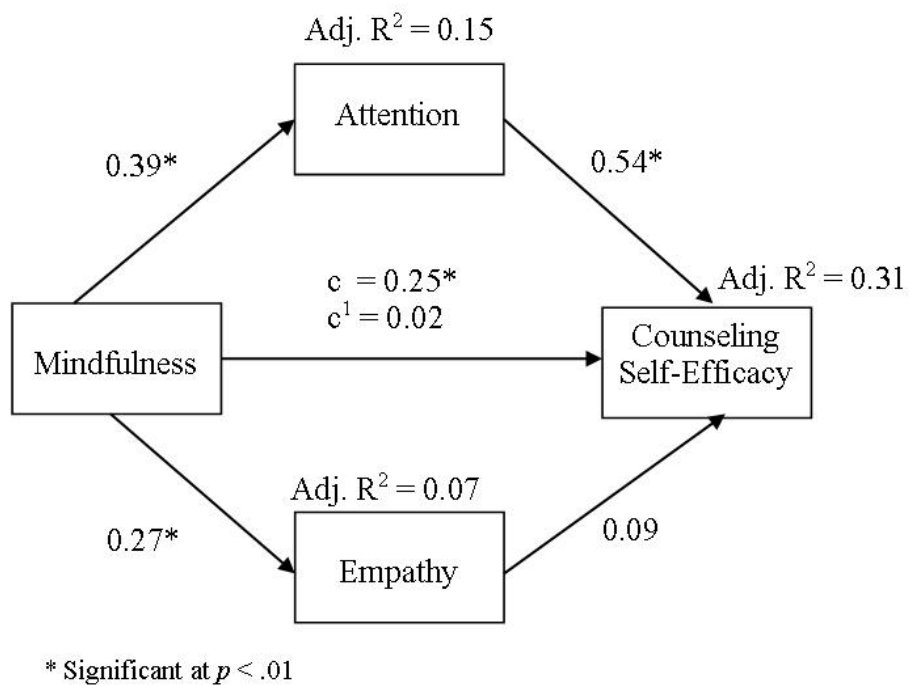 Adj. R² = 0.15
Attention
0.39*
0.54*
c = 0.25*
c¹ = 0.02
Adj. R² = 0.31
Mindfulness
Counseling
Self-Efficacy
Adj. R² = 0.07
0.27*
Empathy
0.09
* Significant at p < .01